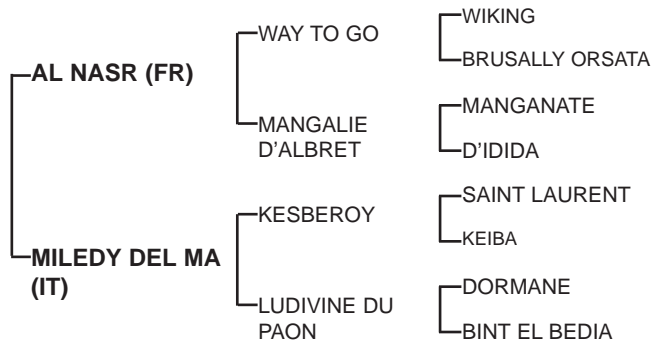 WIKING
WAY TO GO
BRUSALLY ORSATA
AL NASR (FR)
MANGANATE
MANGALIE
D'ALBRET
D'IDIDA
SAINT LAURENT
KESBEROY
KEIBA
MILEDY DEL MA
(IT)
DORMANE
LUDIVINE DU
PAON
BINT EL BEDIA